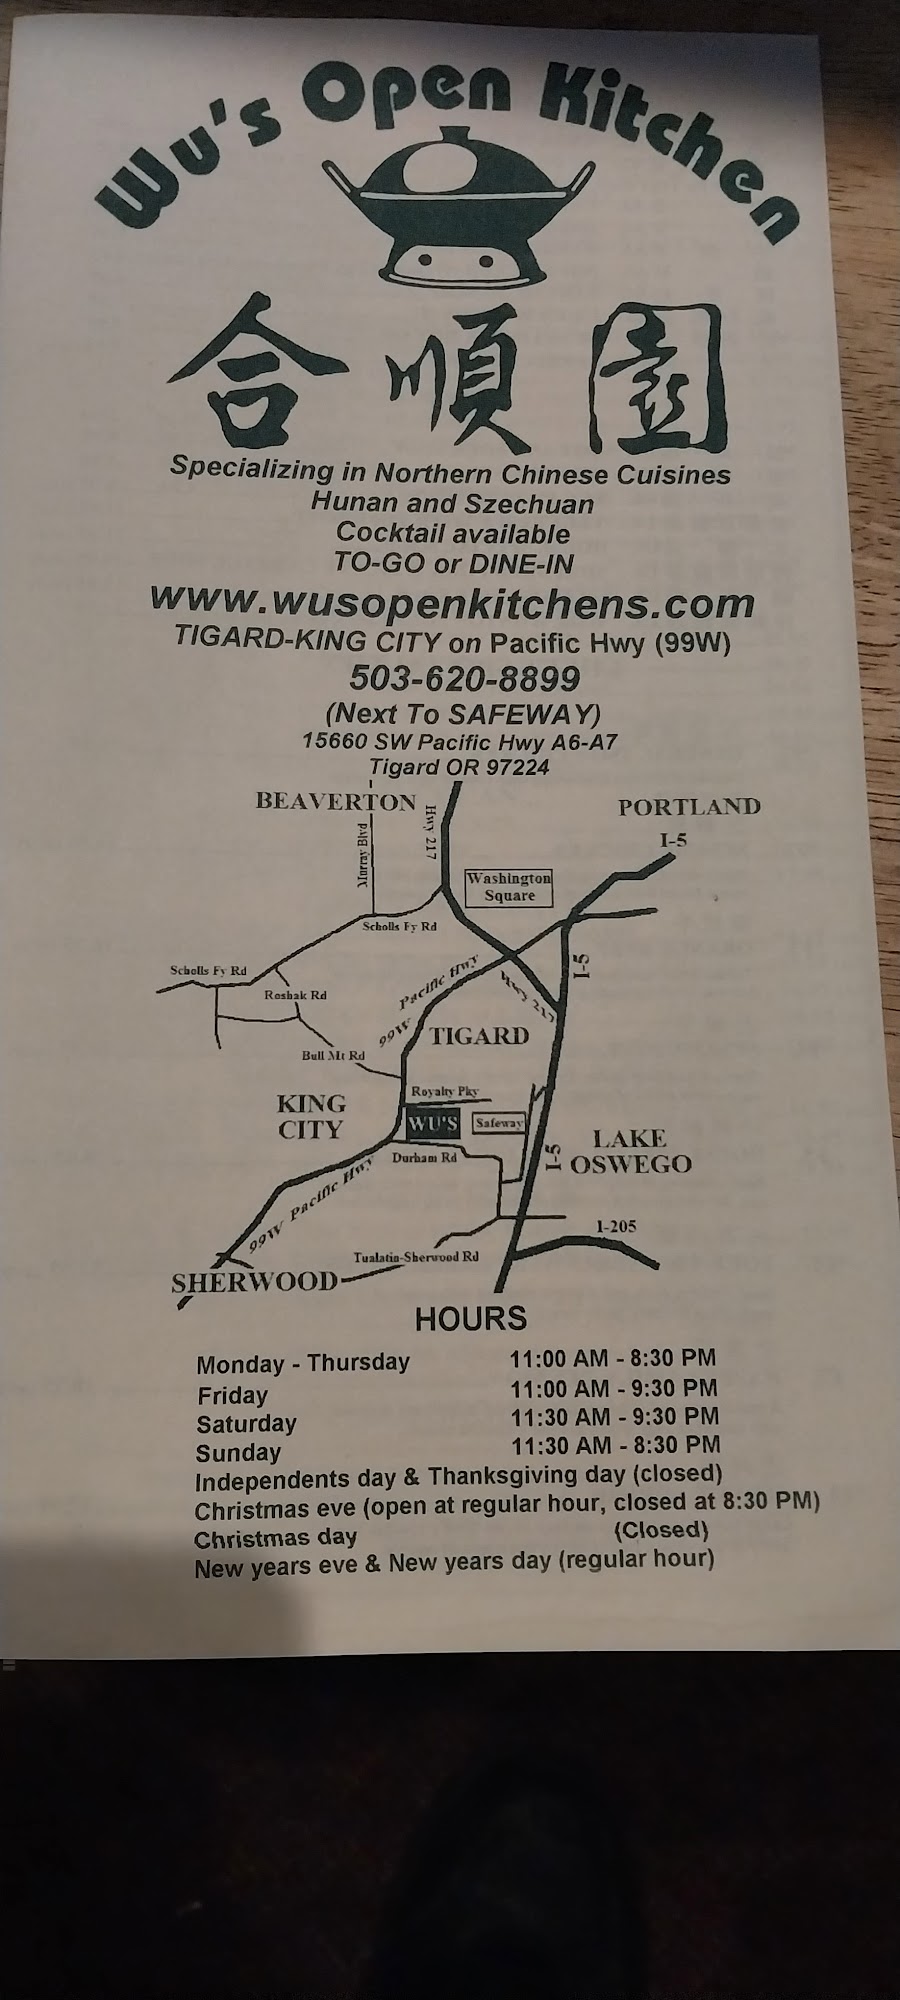 Wu's Open Kitchen
合順園
Specializing in Northern Chinese Cuisines
Hunan and Szechuan
Cocktail available
TO-GO or DINE-IN
www.wusopenkitchens.com
TIGARD-KING CITY on Pacific Hwy (99W)
503-620-8899
(Next To SAFEWAY)
15660 SW Pacific Hwy A6-A7
Tigard OR 97224
BEAVERTON
Hwy 217
PORTLAND
I-5
Murray Blvd
Washington
Square
Scholls Fy Rd
Scholls Fy Rd
Roshak Rd
99W Pacific Hwy
Hwy 217
I-5
TIGARD
Bull Mt Rd
Royalty Pky
KING
CITY
WU'S
Safeway
Durham Rd
I-5
LAKE
OSWEGO
99W Pacific Hwy
I-205
Tualatin-Sherwood Rd
SHERWOOD
HOURS
Monday - Thursday 11:00 AM - 8:30 PM
Friday 11:00 AM - 9:30 PM
Saturday 11:30 AM - 9:30 PM
Sunday 11:30 AM - 8:30 PM
Independents day & Thanksgiving day (closed)
Christmas eve (open at regular hour, closed at 8:30 PM)
Christmas day (Closed)
New years eve & New years day (regular hour)